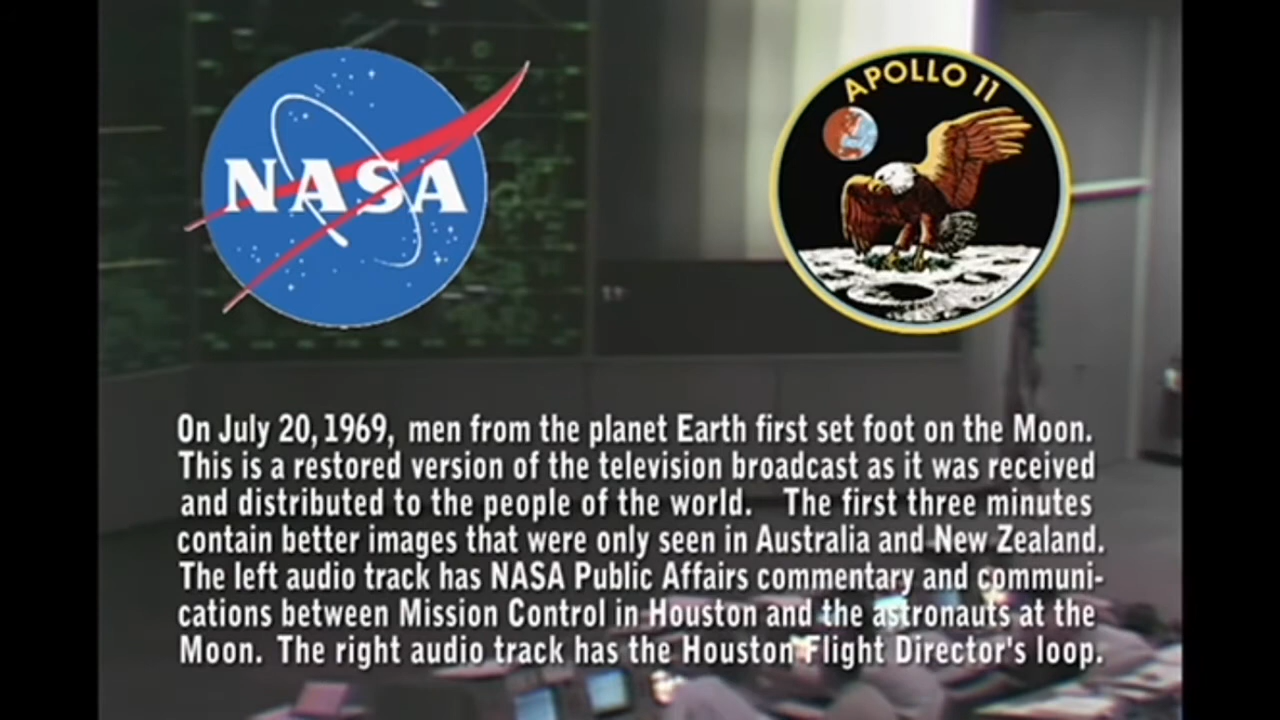 NASA
APOLLO 11
On July 20, 1969, men from the planet Earth first set foot on the Moon.
This is a restored version of the television broadcast as it was received
and distributed to the people of the world. The first three minutes
contain better images that were only seen in Australia and New Zealand.
The left audio track has NASA Public Affairs commentary and communi-
cations between Mission Control in Houston and the astronauts at the
Moon. The right audio track has the Houston Flight Director's loop.